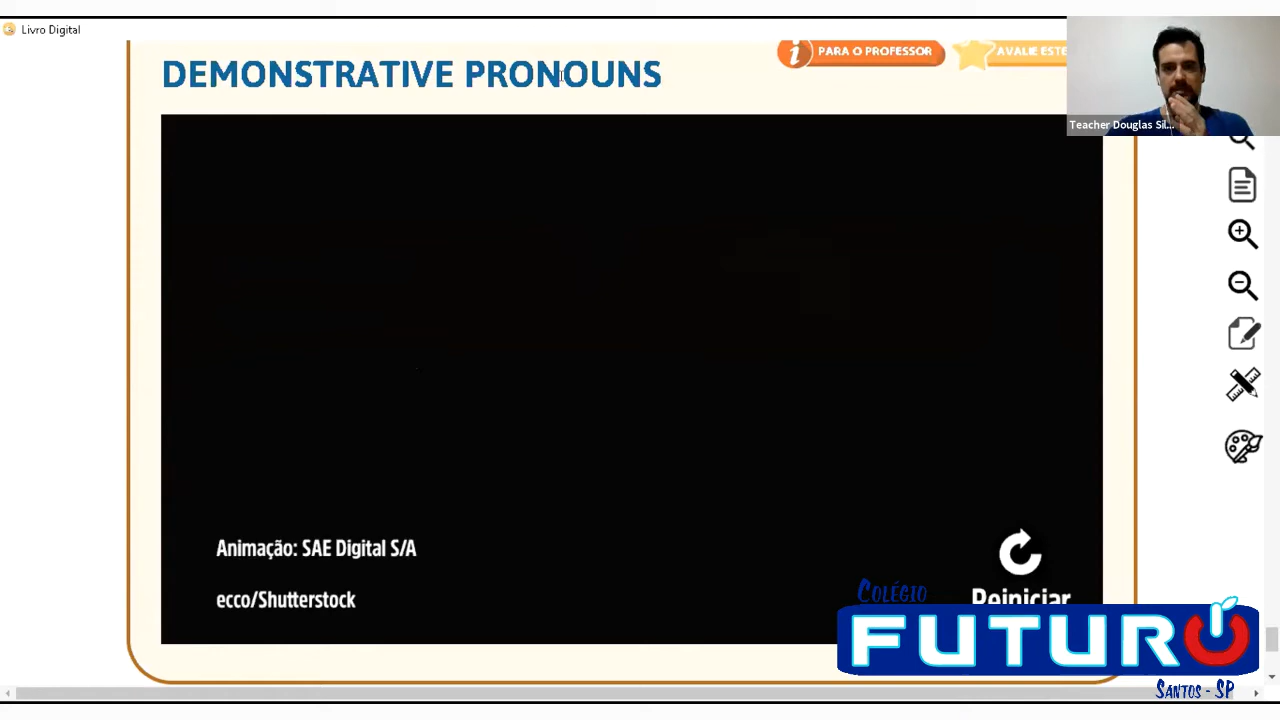 Livro Digital
DEMONSTRATIVE PRONOUNS
PARA O PROFESSOR
AVALIE ESTE
Teacher Douglas Sil...
Animação: SAE Digital S/A
ecco/Shutterstock
Reiniciar
COLÉGIO
FUTURO
SANTOS - SP